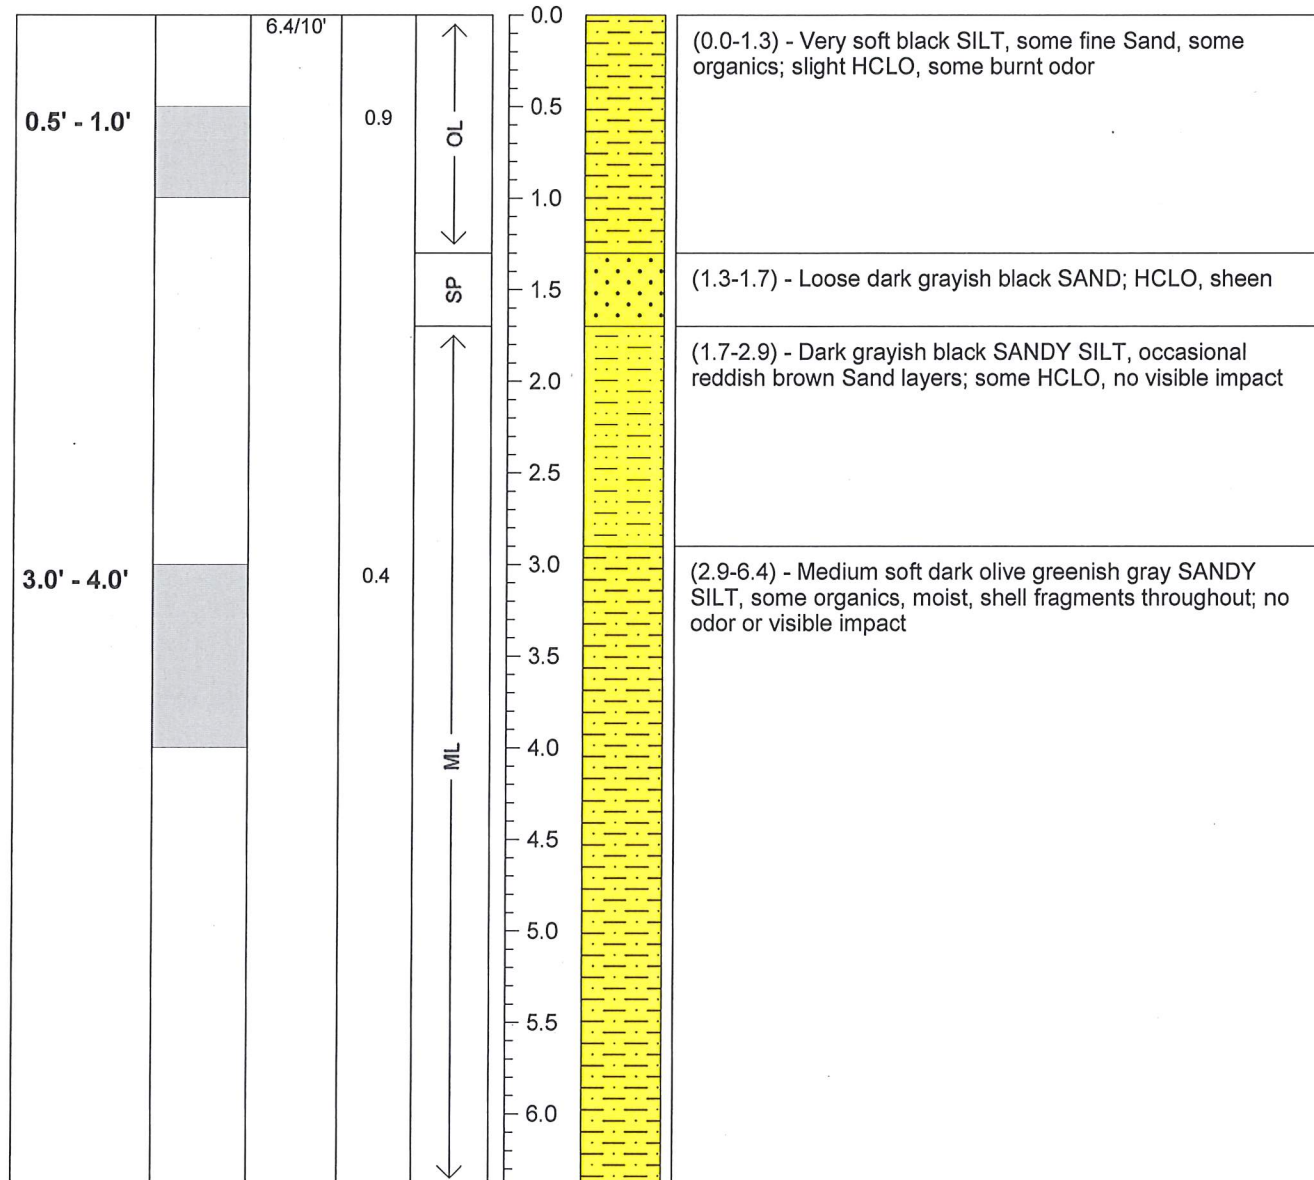 6.4/10'
0.5' - 1.0'
0.9
3.0' - 4.0'
0.4
OL
SP
ML
0.0
0.5
1.0
1.5
2.0
2.5
3.0
3.5
4.0
4.5
5.0
5.5
6.0
(0.0-1.3) - Very soft black SILT, some fine Sand, some
organics; slight HCLO, some burnt odor
(1.3-1.7) - Loose dark grayish black SAND; HCLO, sheen
(1.7-2.9) - Dark grayish black SANDY SILT, occasional
reddish brown Sand layers; some HCLO, no visible impact
(2.9-6.4) - Medium soft dark olive greenish gray SANDY
SILT, some organics, moist, shell fragments throughout; no
odor or visible impact